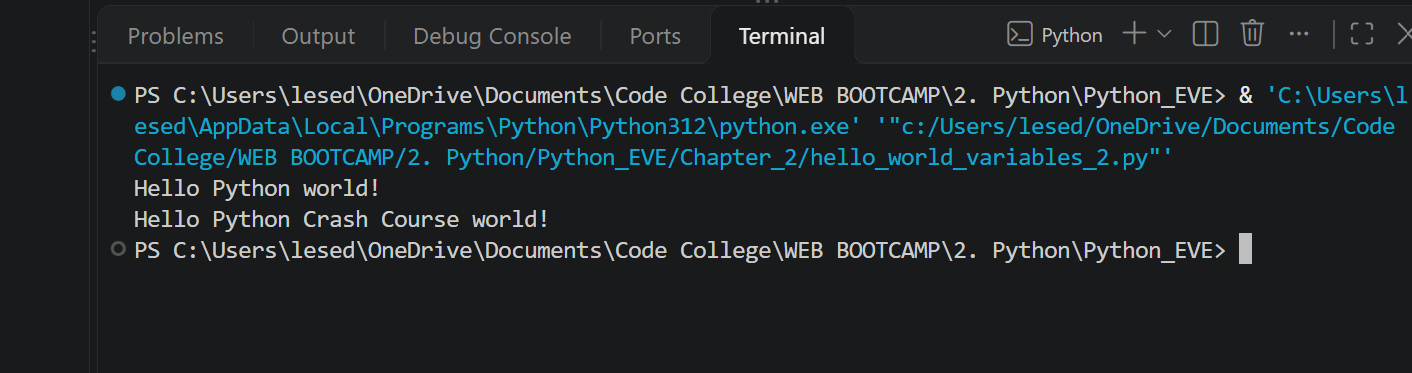 Problems Output Debug Console Ports Terminal Python
PS C:\Users\lesed\OneDrive\Documents\Code College\WEB BOOTCAMP\2. Python\Python_EVE> & 'C:\Users\l
esed\AppData\Local\Programs\Python\Python312\python.exe' '"c:/Users/lesed/OneDrive/Documents/Code
College/WEB BOOTCAMP/2. Python/Python_EVE/Chapter_2/hello_world_variables_2.py"'
Hello Python world!
Hello Python Crash Course world!
PS C:\Users\lesed\OneDrive\Documents\Code College\WEB BOOTCAMP\2. Python\Python_EVE>